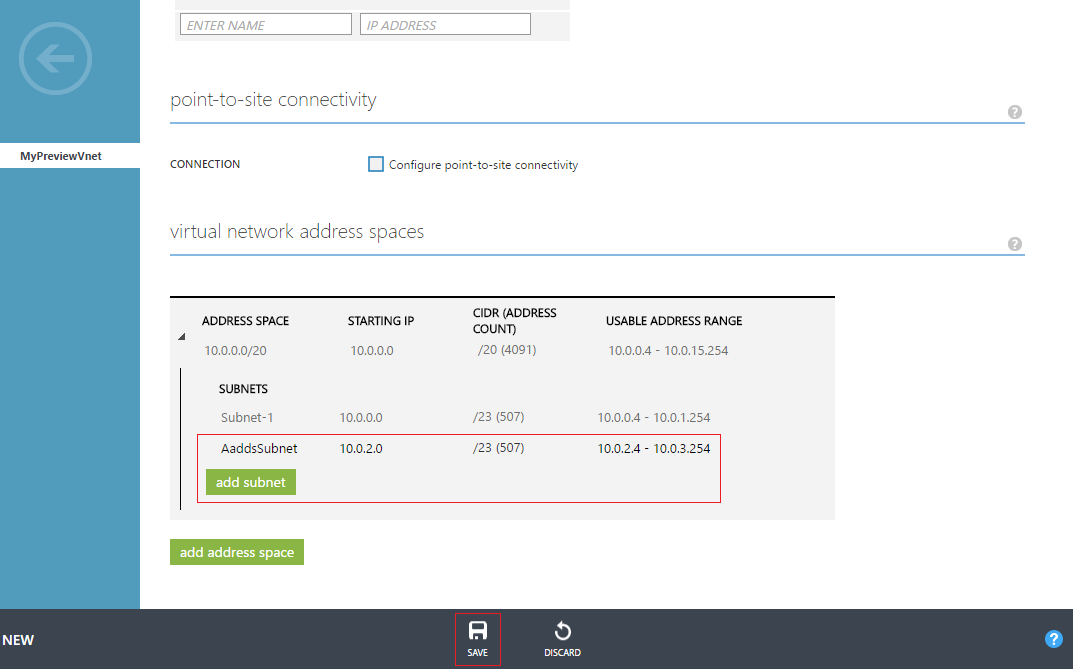 ENTER NAME IP ADDRESS
point-to-site connectivity
?
MyPreviewVnet
CONNECTION Configure point-to-site connectivity
virtual network address spaces
?
ADDRESS SPACE STARTING IP CIDR (ADDRESS COUNT) USABLE ADDRESS RANGE
10.0.0.0/20 10.0.0.0 /20 (4091) 10.0.0.4 - 10.0.15.254
SUBNETS
Subnet-1 10.0.0.0 /23 (507) 10.0.0.4 - 10.0.1.254
AaddsSubnet 10.0.2.0 /23 (507) 10.0.2.4 - 10.0.3.254
add subnet
add address space
NEW
SAVE DISCARD
?